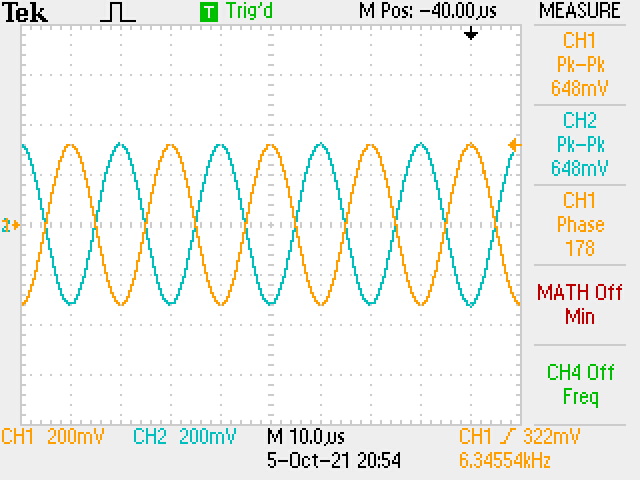 Tek T Trig'd M Pos: -40.00µs MEASURE
CH1
Pk-Pk
648mV
CH2
Pk-Pk
648mV
CH1
Phase
178
MATH Off
Min
CH4 Off
Freq
2
CH1 200mV CH2 200mV M 10.0µs CH1 322mV
5-Oct-21 20:54 6.34554kHz